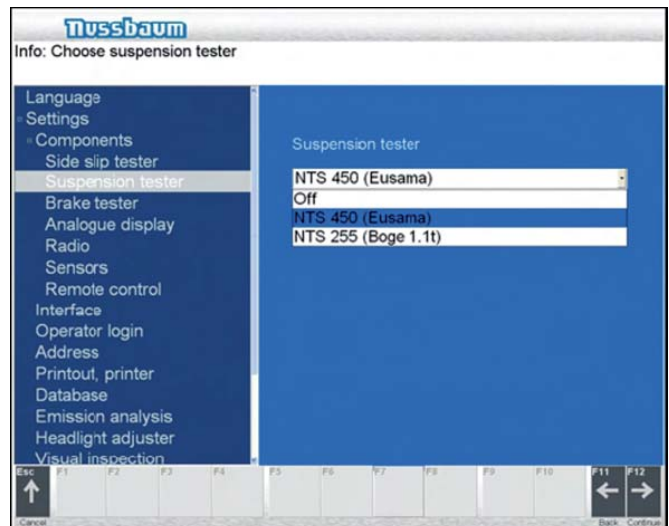 Nussbaum
Info: Choose suspension tester
Language
Settings
Components
Side slip tester
Suspension tester
Brake tester
Analogue display
Radio
Sensors
Remote control
Interface
Operator login
Address
Printout, printer
Database
Emission analysis
Headlight adjuster
Visual inspection
Suspension tester
NTS 450 (Eusama)
Off
NTS 450 (Eusama)
NTS 255 (Boge 1.1t)
Esc F1 F2 F3 F4 F5 F6 F7 F8 F9 F10 F11 F12
Cancel Back Continue